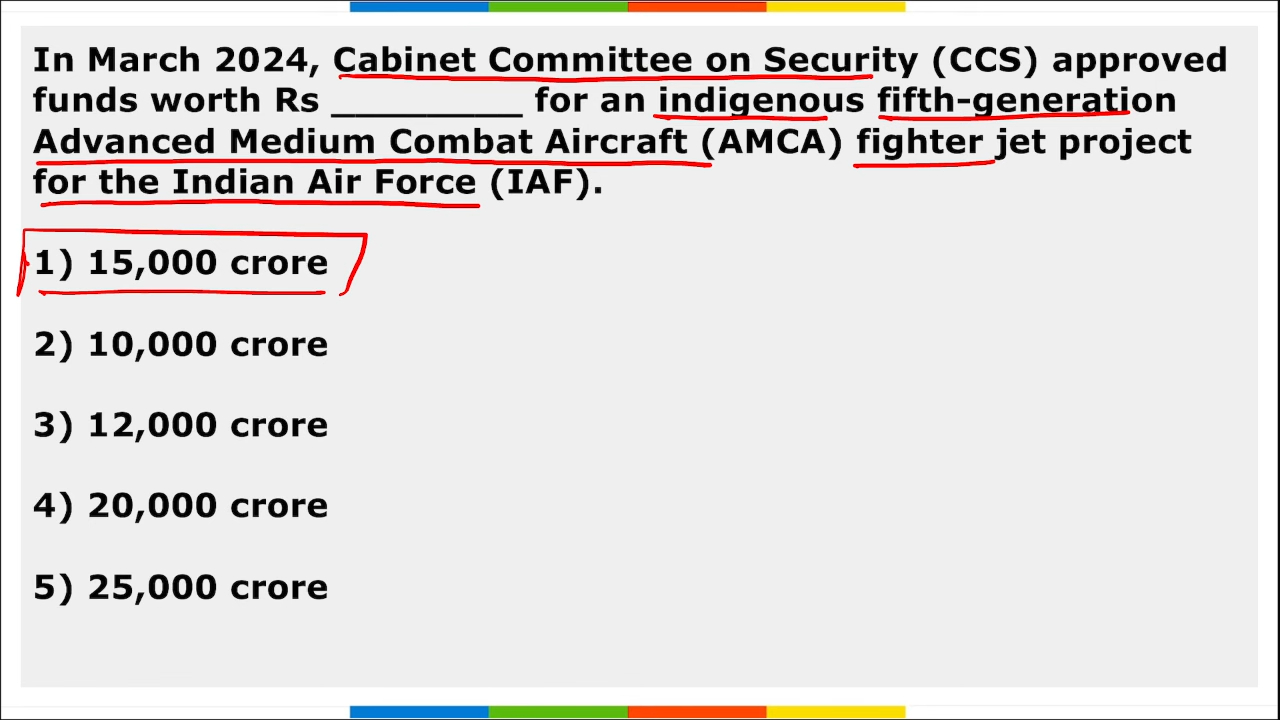 In March 2024, Cabinet Committee on Security (CCS) approved
funds worth Rs __________ for an indigenous fifth-generation
Advanced Medium Combat Aircraft (AMCA) fighter jet project
for the Indian Air Force (IAF).
1) 15,000 crore
2) 10,000 crore
3) 12,000 crore
4) 20,000 crore
5) 25,000 crore